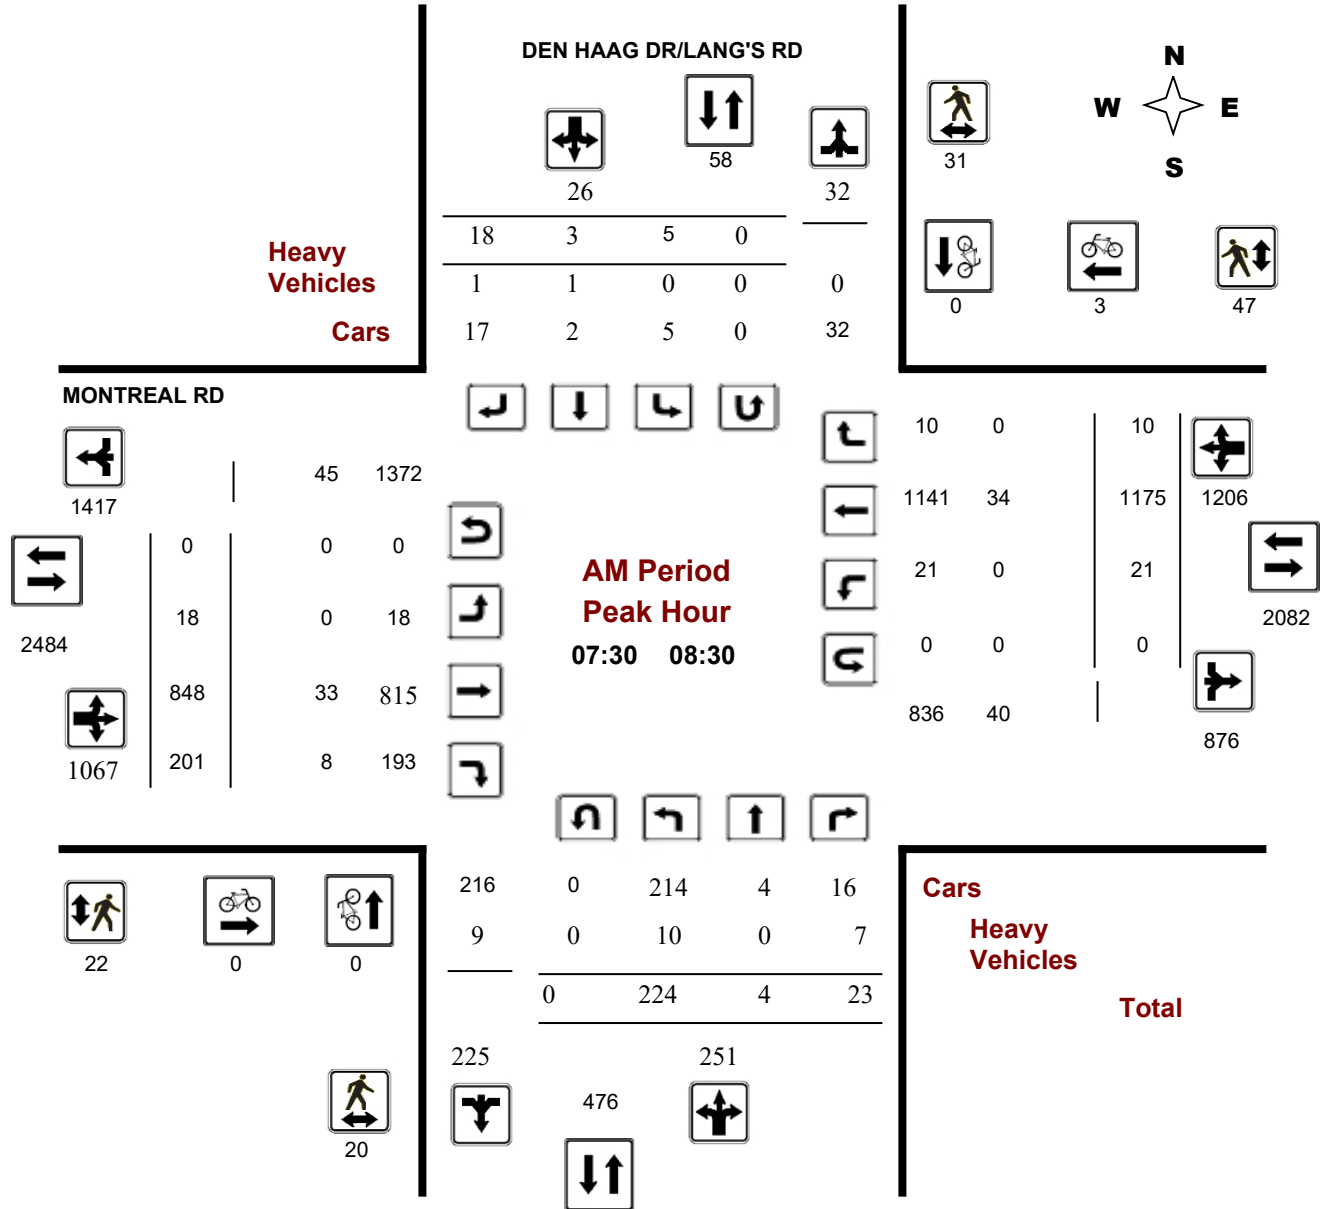 DEN HAAG DR/LANG'S RD
N
W E
S
58
31
26 32
18 3 5 0
Heavy
Vehicles
1 1 0 0 0
0 3 47
Cars
17 2 5 0 32
MONTREAL RD
10 0 10
45 1372
1417
1141 34 1175 1206
0 0 0
AM Period
21 0 21
Peak Hour
18 0 18
2082
2484
07:30 08:30
0 0 0
848 33 815
836 40
876
1067 201 8 193
216 0 214 4 16
Cars
9 0 10 0 7
Heavy
Vehicles
22 0 0
0 224 4 23
Total
225 251
476
20